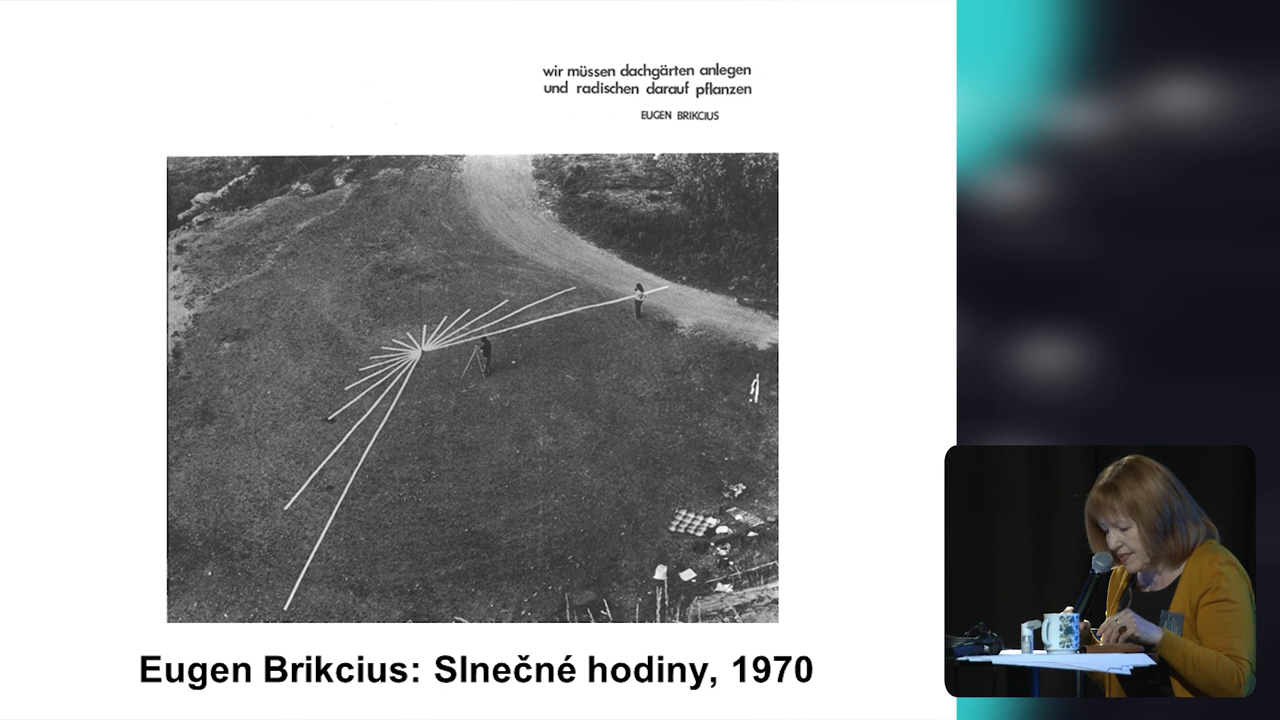 wir müssen dachgärten anlegen
und radischen darauf pflanzen
EUGEN BRIKCIUS
Eugen Brikcius: Slnečné hodiny, 1970